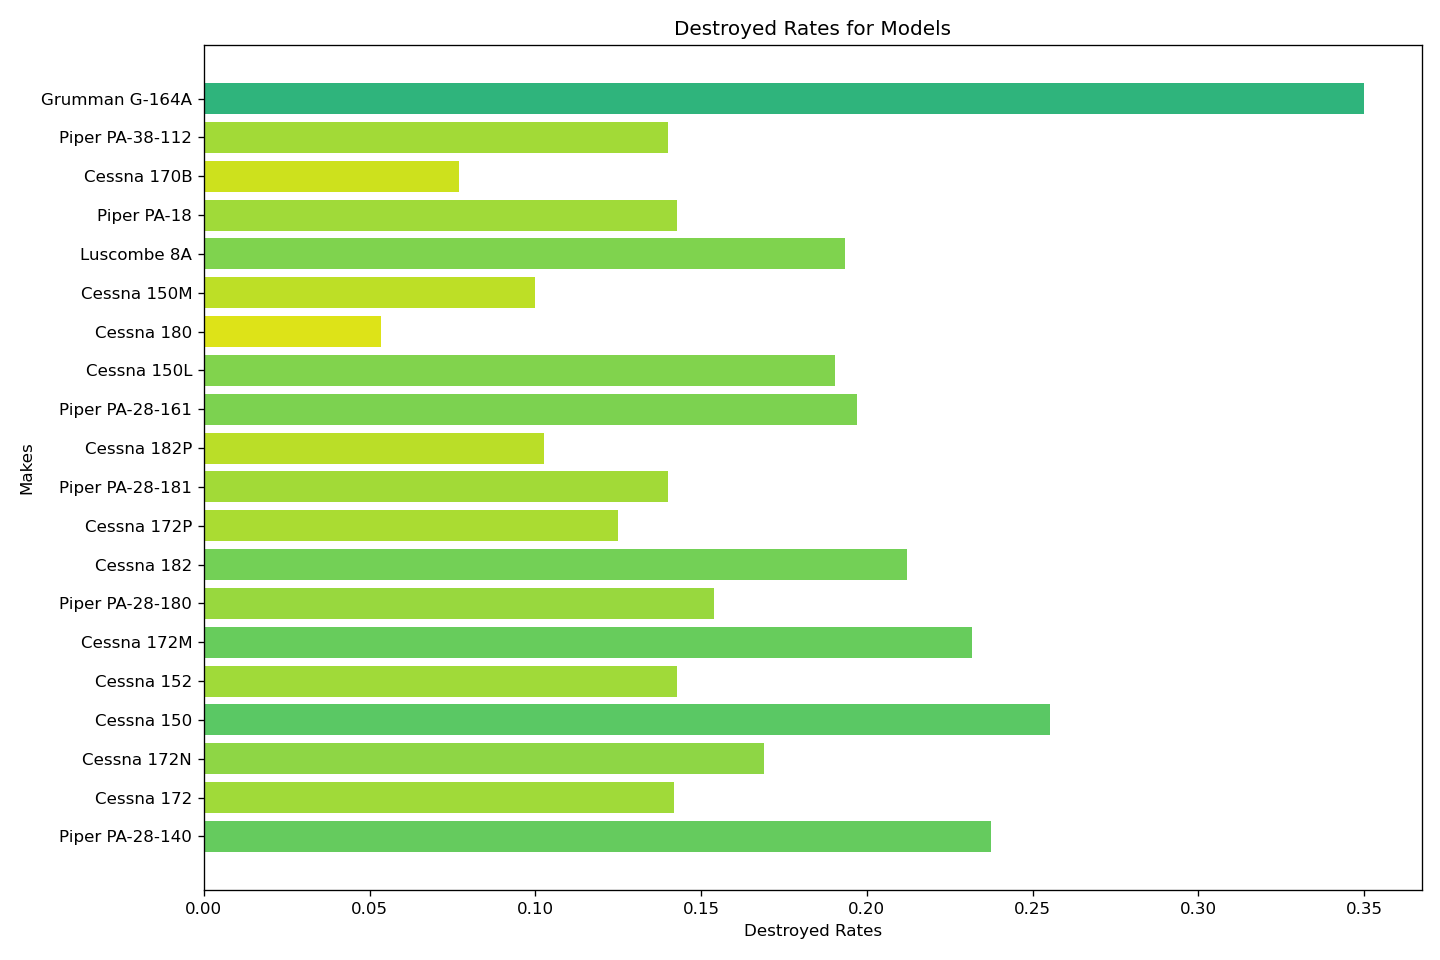 Destroyed Rates for Models
Grumman G-164A
Piper PA-38-112
Cessna 170B
Piper PA-18
Luscombe 8A
Cessna 150M
Cessna 180
Cessna 150L
Piper PA-28-161
Cessna 182P
Piper PA-28-181
Cessna 172P
Cessna 182
Piper PA-28-180
Cessna 172M
Cessna 152
Cessna 150
Cessna 172N
Cessna 172
Piper PA-28-140
Makes
0.00 0.05 0.10 0.15 0.20 0.25 0.30 0.35
Destroyed Rates